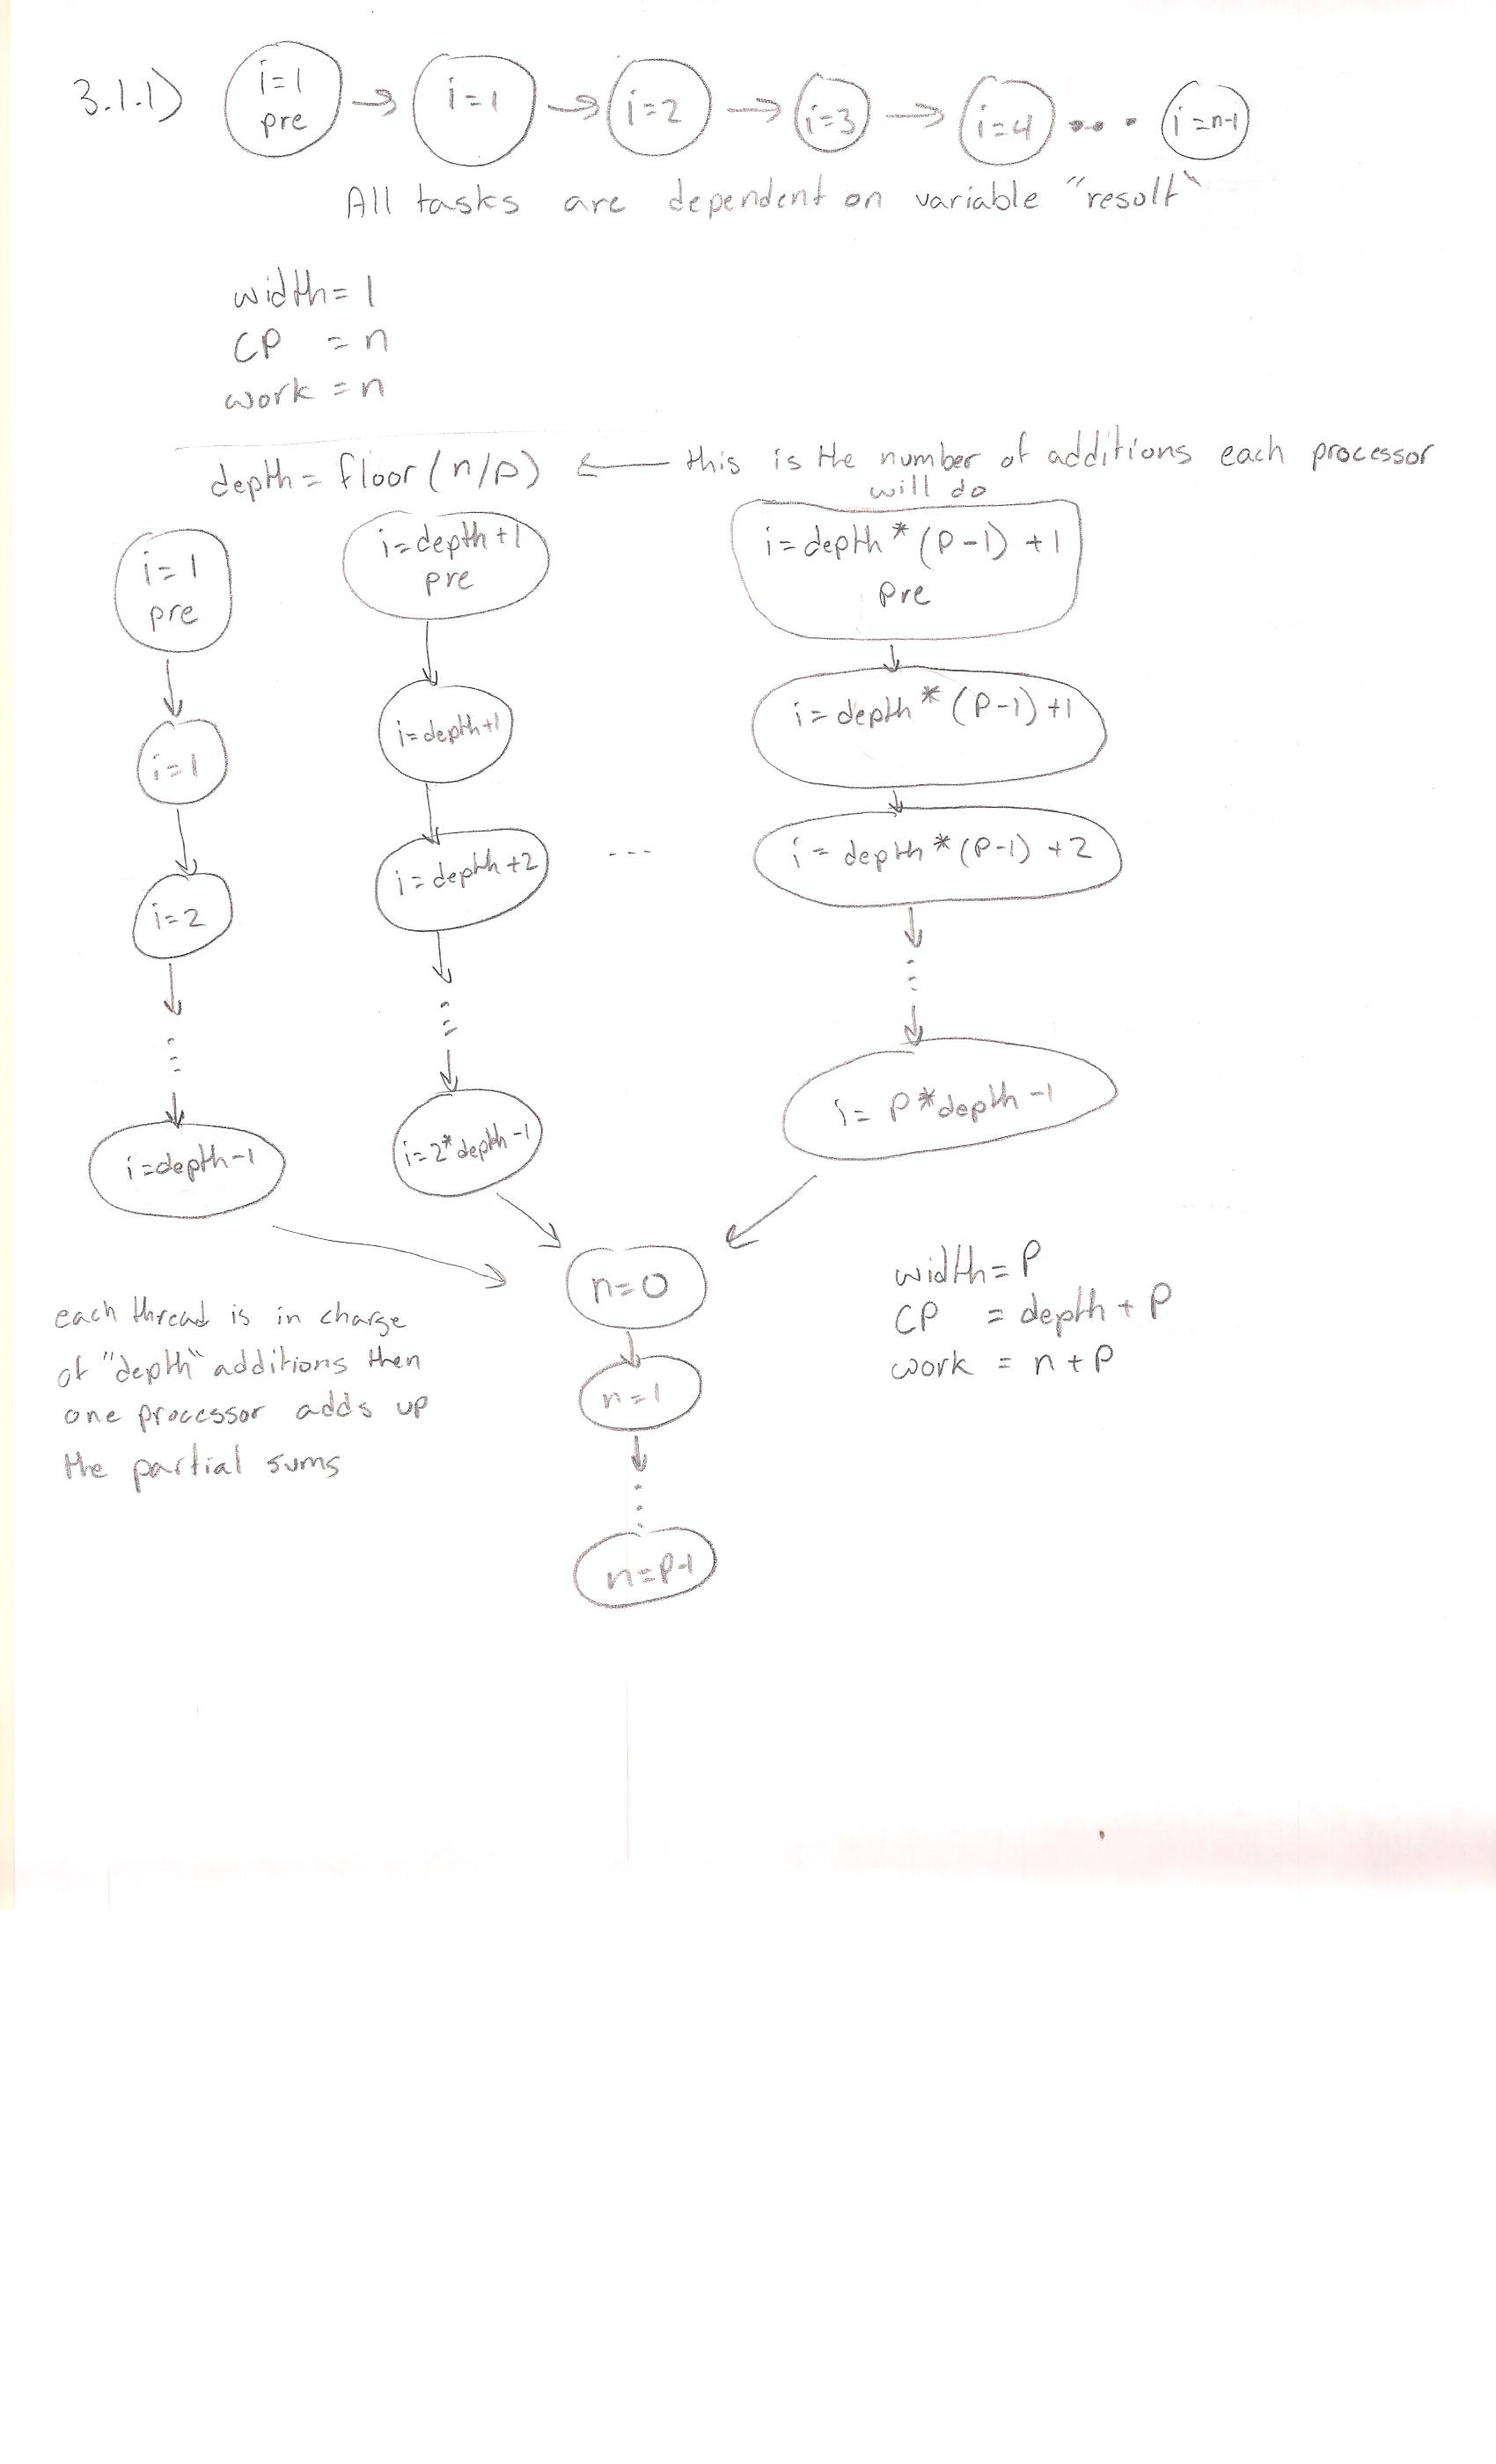 3.1.1)
i=1
pre
i=1
i=2
i=3
i=4
...
i=n-1
All tasks are dependent on variable "result"
width=1
CP = n
work = n
depth = floor(n/p) ← this is the number of additions each processor
will do
i=1
pre
i=depth+1
pre
i=depth*(P-1)+1
pre
i=1
i=depth+1
i=depth*(P-1)+1
i=2
i=depth+2
...
i=depth*(P-1)+2
i=depth-1
i=2*depth-1
i=P*depth-1
n=0
n=1
n=P-1
each thread is in charge
of "depth" additions then
one processor adds up
the partial sums
width=P
CP = depth+P
work = n+P